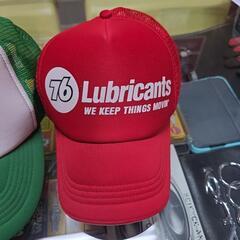 76 Lubricants
WE KEEP THINGS MOVIN'